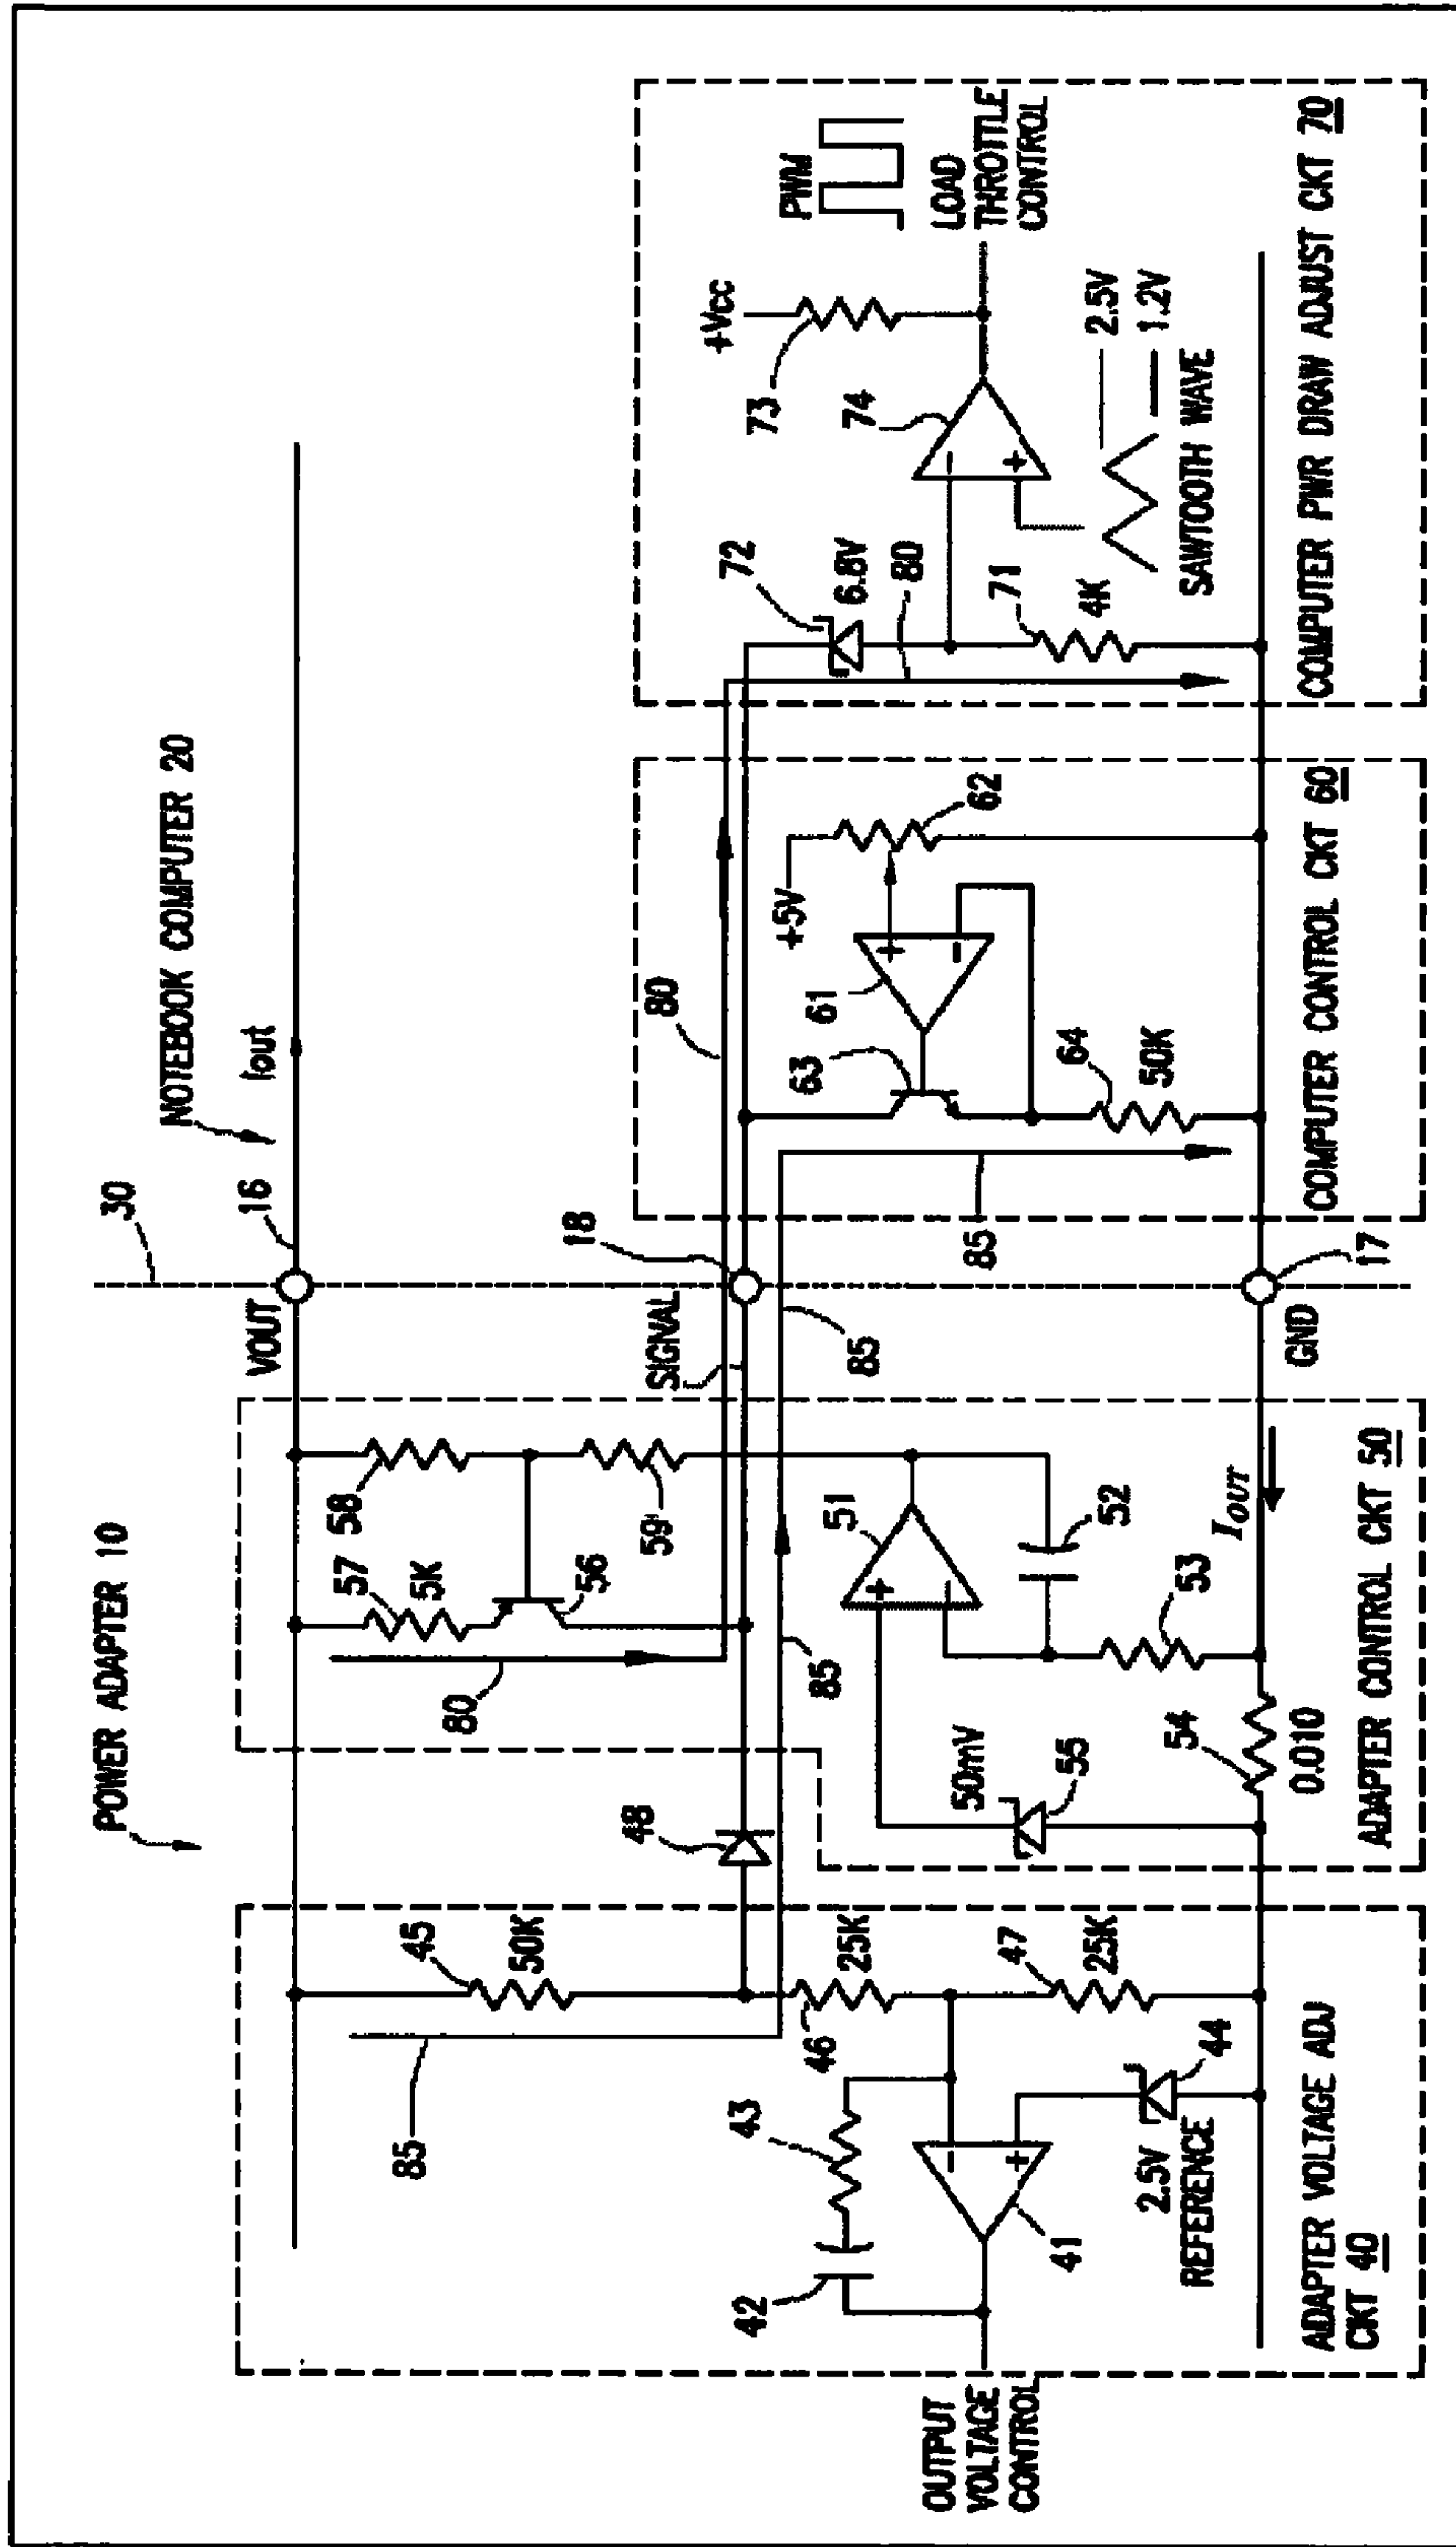 POWER ADAPTER 10
NOTEBOOK COMPUTER 20
30
VOUT
16
Iout
85
45
50K
57
5K
58
56
59
80
48
SIGNAL
18
80
85
85
85
46
25K
47
25K
43
42
41
2.5V
REFERENCE
44
OUTPUT
VOLTAGE
CONTROL
ADAPTER VOLTAGE ADJ
CKT 40
51
+
−
52
53
50mV
55
54
0.010
IOUT
GND
17
ADAPTER CONTROL CKT 50
+5V
62
61
63
64
50K
COMPUTER CONTROL CKT 60
72
6.8V
80
71
4K
+Vcc
73
74
−
+
PWM
LOAD
THROTTLE
CONTROL
2.5V
1.2V
SAWTOOTH WAVE
COMPUTER PWR DRAW ADJUST CKT 70